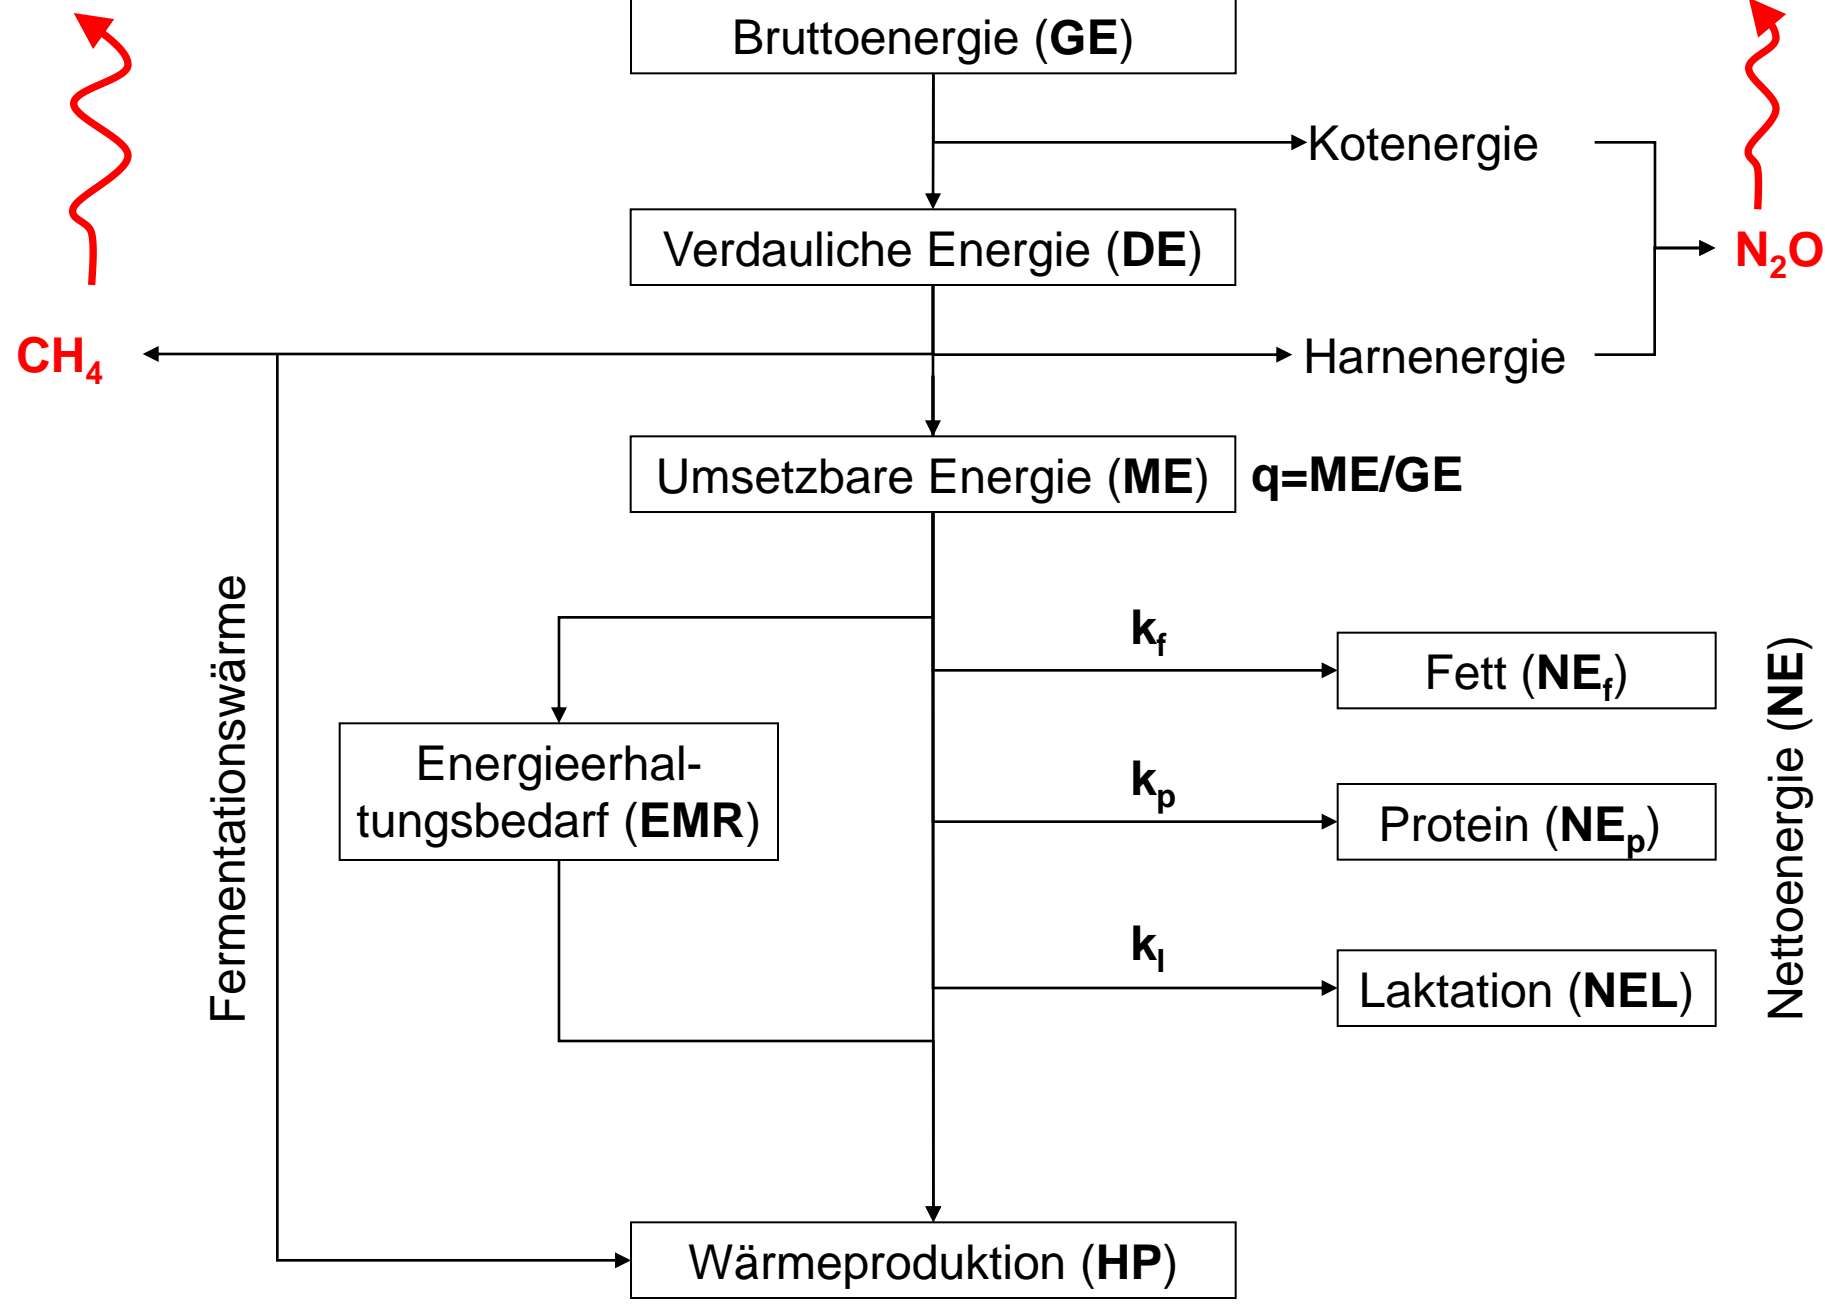 Bruttoenergie (GE)
Kotenergie
Verdauliche Energie (DE)
N₂O
CH₄
Harnenergie
Umsetzbare Energie (ME)
q=ME/GE
Fermentationswärme
kf
Fett (NEf)
Energieerhal-
tungsbedarf (EMR)
kp
Protein (NEp)
Nettoenergie (NE)
kl
Laktation (NEL)
Wärmeproduktion (HP)